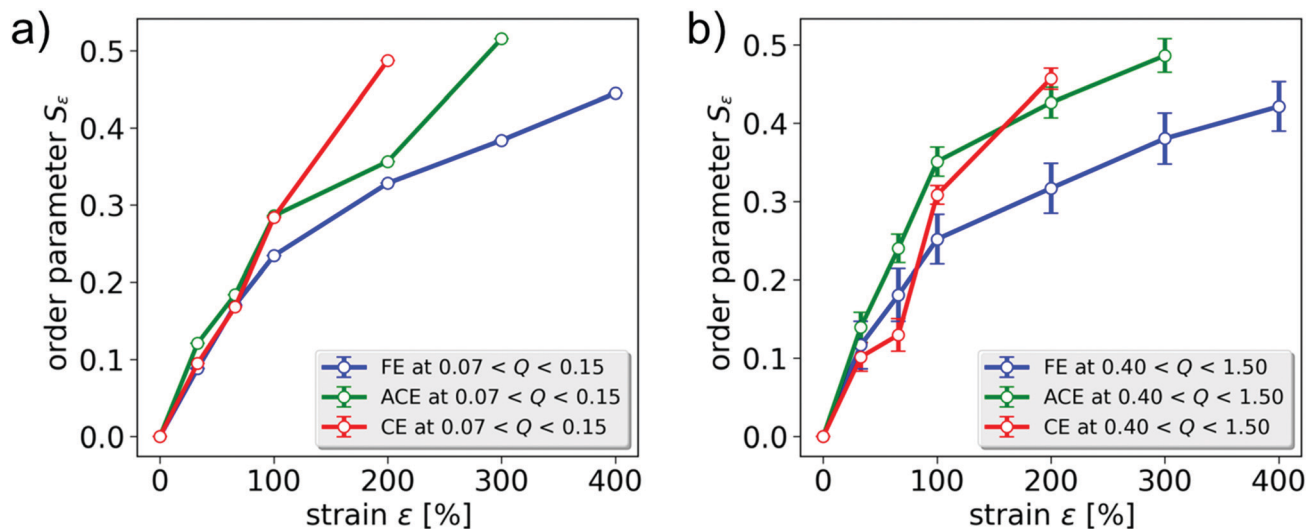 a)
order parameter Sε
0.5
0.4
0.3
0.2
0.1
0.0
FE at 0.07 < Q < 0.15
ACE at 0.07 < Q < 0.15
CE at 0.07 < Q < 0.15
0 100 200 300 400
strain ε [%]
b)
order parameter Sε
0.5
0.4
0.3
0.2
0.1
0.0
FE at 0.40 < Q < 1.50
ACE at 0.40 < Q < 1.50
CE at 0.40 < Q < 1.50
0 100 200 300 400
strain ε [%]